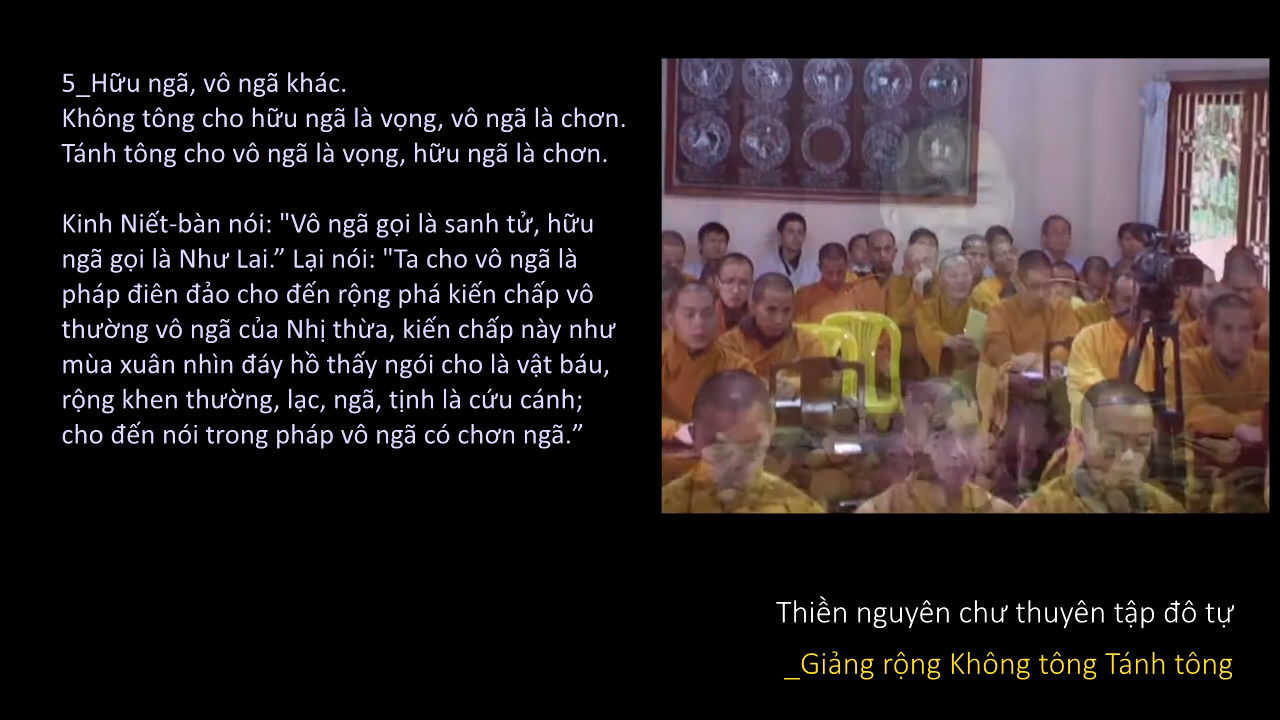 5_Hữu ngã, vô ngã khác.
Không tông cho hữu ngã là vọng, vô ngã là chơn.
Tánh tông cho vô ngã là vọng, hữu ngã là chơn.
Kinh Niết-bàn nói: "Vô ngã gọi là sanh tử, hữu
ngã gọi là Như Lai.” Lại nói: "Ta cho vô ngã là
pháp điên đảo cho đến rộng phá kiến chấp vô
thường vô ngã của Nhị thừa, kiến chấp này như
mùa xuân nhìn đáy hồ thấy ngói cho là vật báu,
rộng khen thường, lạc, ngã, tịnh là cứu cánh;
cho đến nói trong pháp vô ngã có chơn ngã.”
Thiền nguyên chư thuyên tập đô tự
_Giảng rộng Không tông Tánh tông